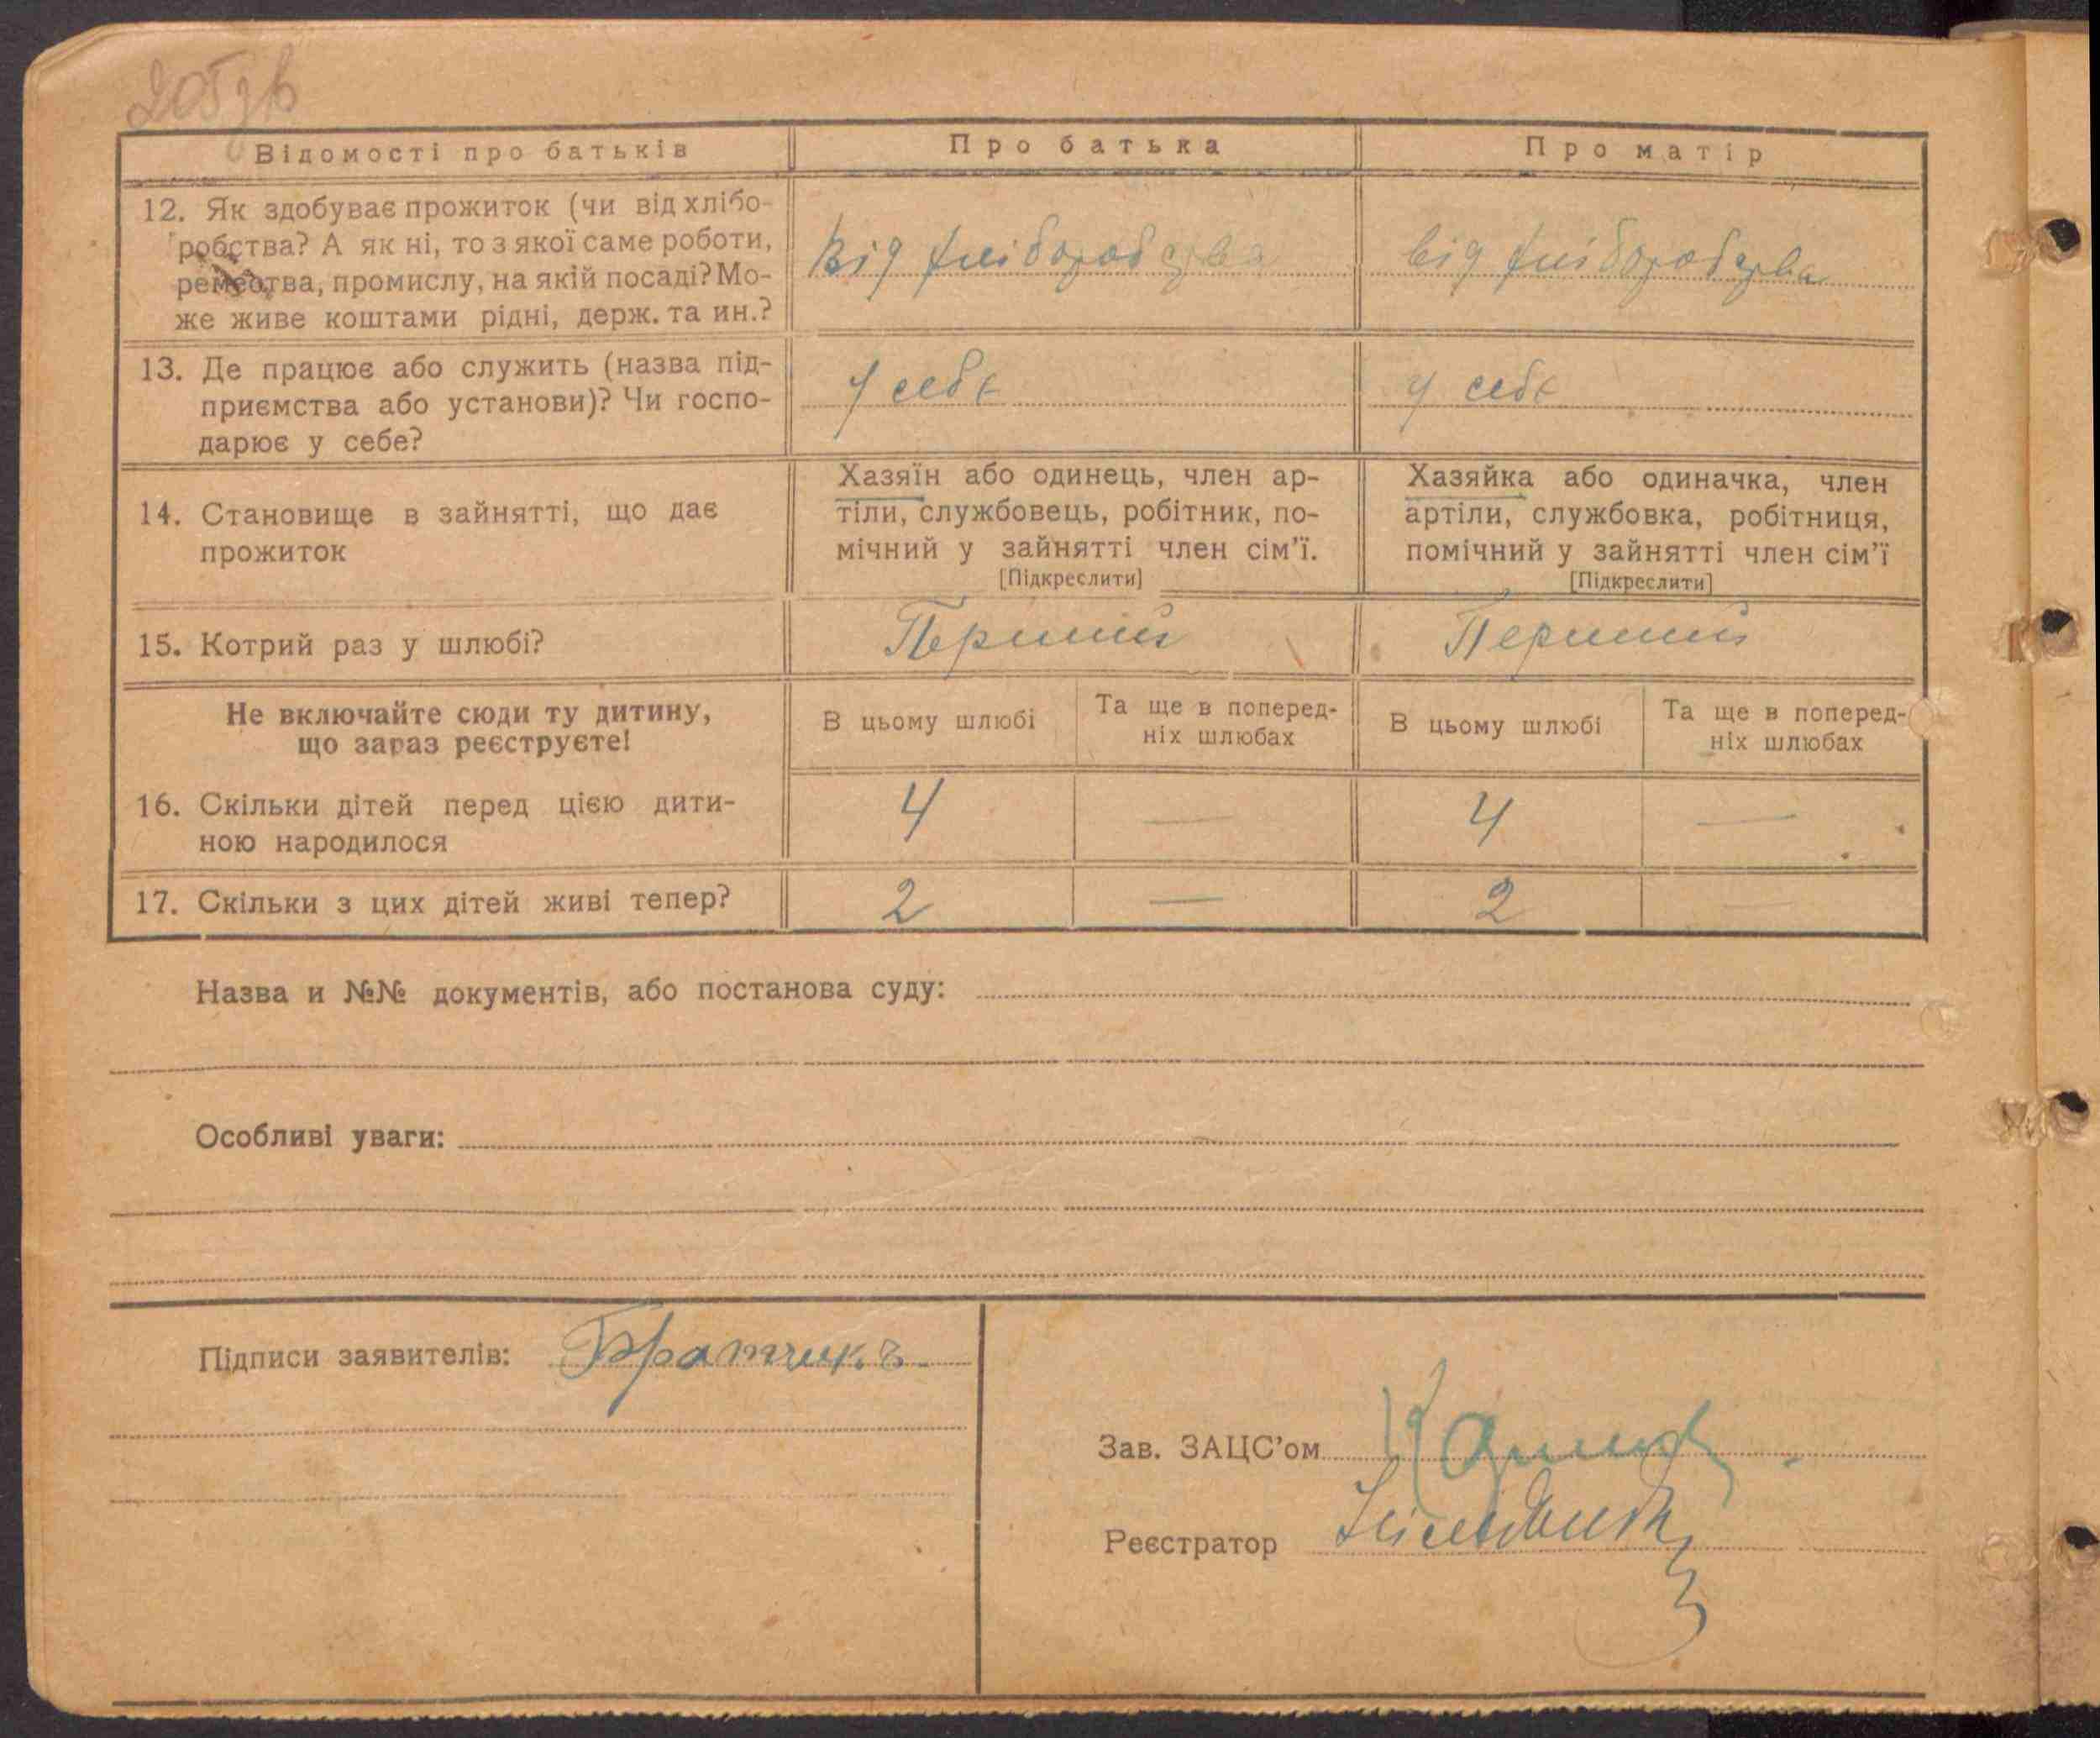 205зв
Відомості про батьків
Про батька
Про матір
12. Як здобуває прожиток (чи від хлібо-
робства? А як ні, то з якої саме роботи,
ремества, промислу, на якій посаді? Мо-
же живе коштами рідні, держ. та ин.?
від хліборобства
від хліборобства
13. Де працює або служить (назва під-
приємства або установи)? Чи госпо-
дарює у себе?
у себе
у себе
14. Становище в зайнятті, що дає
прожиток
Хазяїн або одинець, член ар-
тіли, службовець, робітник, по-
мічний у зайнятті член сім'ї.
[Підкреслити]
Хазяйка або одиначка, член
артіли, службовка, робітниця,
помічний у зайнятті член сім'ї
[Підкреслити]
15. Котрий раз у шлюбі?
Перший
Перший
Не включайте сюди ту дитину,
що зараз реєструєте!
В цьому шлюбі
Та ще в поперед-
ніх шлюбах
В цьому шлюбі
Та ще в поперед-
ніх шлюбах
16. Скільки дітей перед цією дити-
ною народилося
4 — 4 —
17. Скільки з цих дітей живі тепер?
2 — 2 —
Назва и №№ документів, або постанова суду:
Особливі уваги:
Підписи заявителів:
Зав. ЗАЦС'ом
Реєстратор